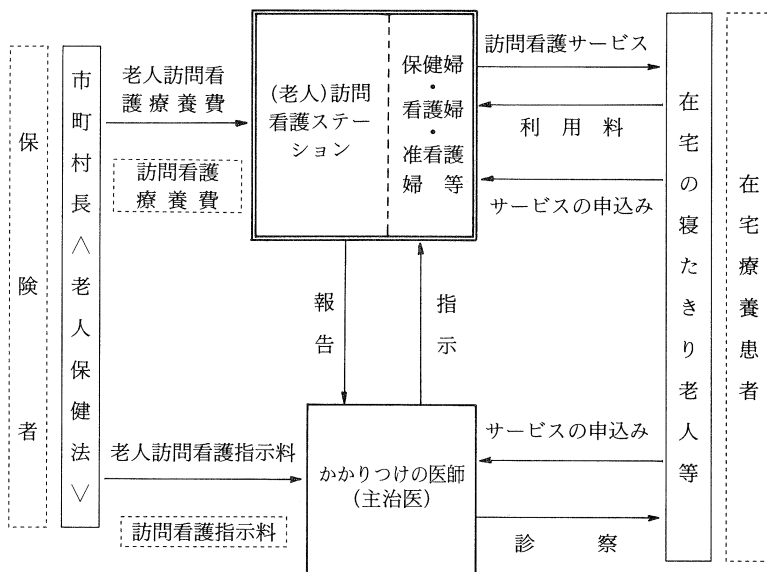 保険者
市町村長〈老人保健法〉
老人訪問看
護療養費
訪問看護
療養費
(老人)訪問
看護ステー
ション
保健婦
・
看護婦
・
准看護
婦等
訪問看護サービス
利用料
サービスの申込み
在宅の寝たきり老人等
在宅療養患者
報告
指示
老人訪問看護指示料
訪問看護指示料
かかりつけの医師
(主治医)
サービスの申込み
診察